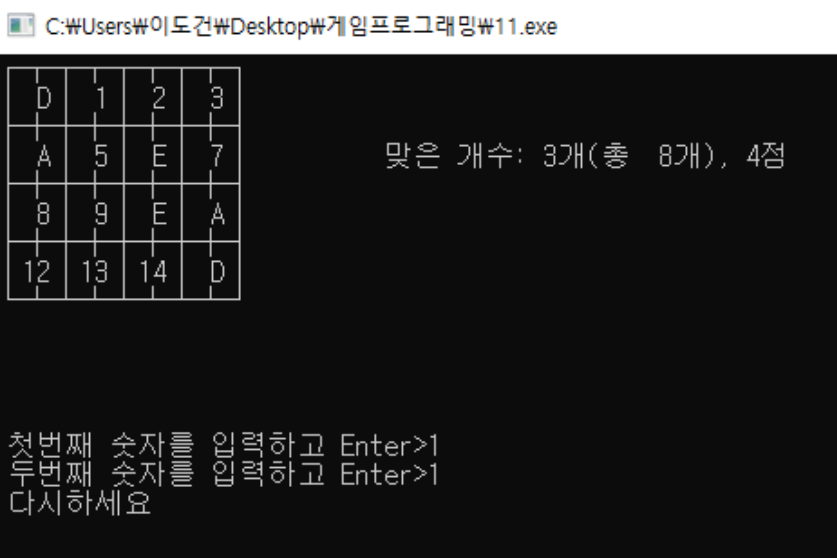 C:₩Users₩이도건₩Desktop₩게임프로그래밍₩11.exe
D 1 2 3
A 5 E 7
맞은 개수: 3개(총  8개), 4점
8 9 E A
12 13 14 D
첫번째 숫자를 입력하고 Enter>1
두번째 숫자를 입력하고 Enter>1
다시하세요